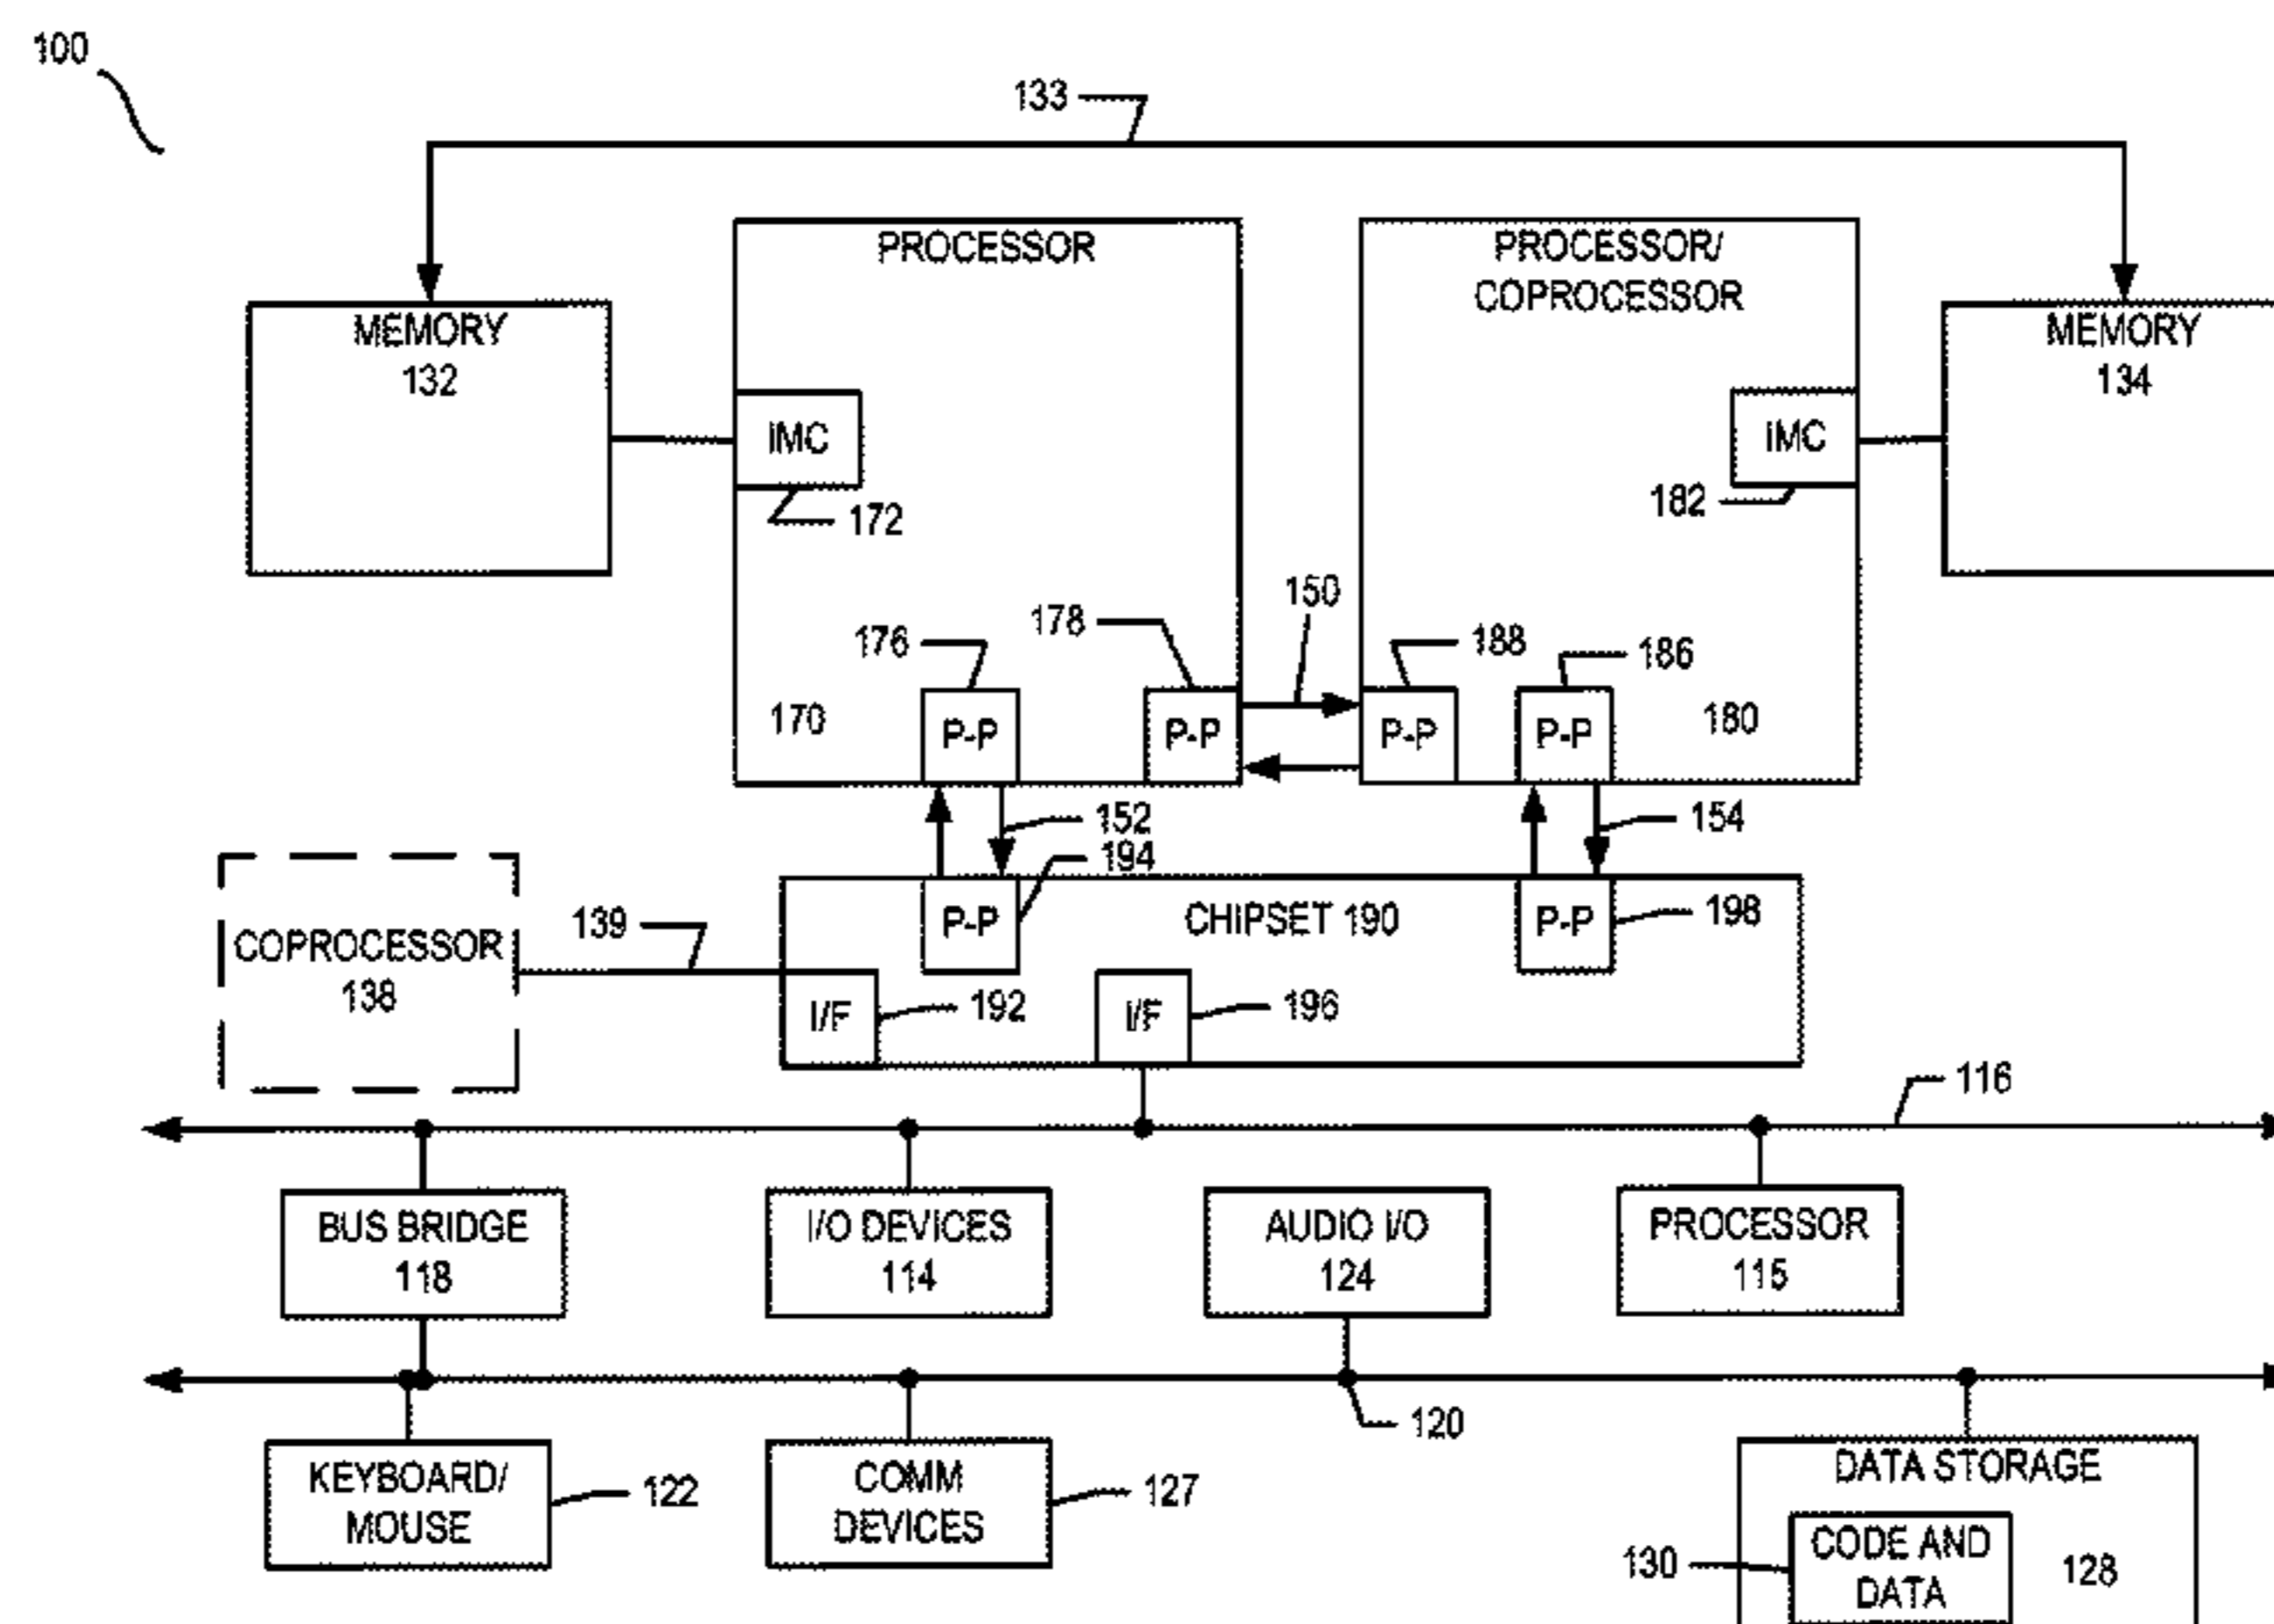 100
133
PROCESSOR
PROCESSOR/
COPROCESSOR
MEMORY
132
MEMORY
134
IMC
172
IMC
182
150
176
178
188
186
170
P-P
P-P
P-P
P-P
180
152
154
194
COPROCESSOR
138
139
P-P
CHIPSET 190
P-P
198
I/F
192
I/F
196
116
BUS BRIDGE
118
I/O DEVICES
114
AUDIO I/O
124
PROCESSOR
115
120
KEYBOARD/
MOUSE
122
COMM
DEVICES
127
DATA STORAGE
130
CODE AND
DATA
128